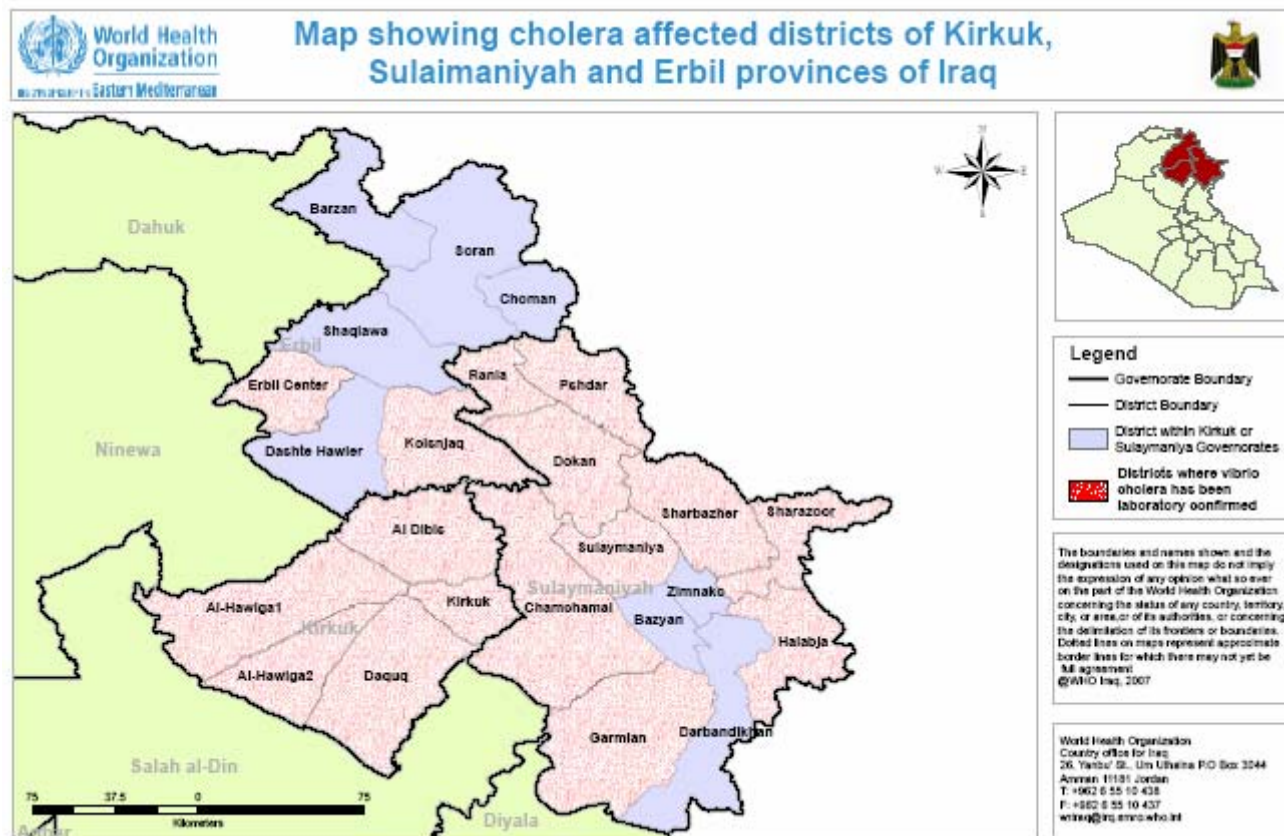 World Health
Organization
Eastern Mediterranean
Map showing cholera affected districts of Kirkuk,
Sulaimaniyah and Erbil provinces of Iraq
N
W
E
S
Barzan
Dahuk
Soran
Choman
Shaqlawa
Erbil
Rania
Erbil Center
Pshdar
Koisnjaq
Ninewa
Dashte Hawler
Dokan
Sharbazher
Sharazoor
Al Dibis
Sulaymaniya
Sulaymaniyah
Zimnako
Kirkuk
Chamchamal
Al-Hawiga1
Bazyan
Kirkuk
Halabja
Al-Hawiga2
Daquq
Garmian
Darbandikhan
Salah al-Din
Diyala
75 37.5 0 75
Kilometers
Legend
Governorate Boundary
District Boundary
District within Kirkuk or
Sulaymaniya Governorates
Districts where vibrio
cholera has been
laboratory confirmed
The boundaries and names shown and the
designations used on this map do not imply
the expression of any opinion what so ever
on the part of the World Health Organization
concerning the status of any country, territory,
city, or area,or of its authorities, or concerning
the delimitation of its frontiers or boundaries.
Dotted lines on maps represent approximate
border lines for which there may not yet be
full agreement
@WHO Iraq, 2007
World Health Organization
Country office for Iraq
26, Yanbu' St., Um Uthaina P.O Box 3044
Amman 11181 Jordan
T: +962 6 55 10 438
F: +962 6 55 10 437